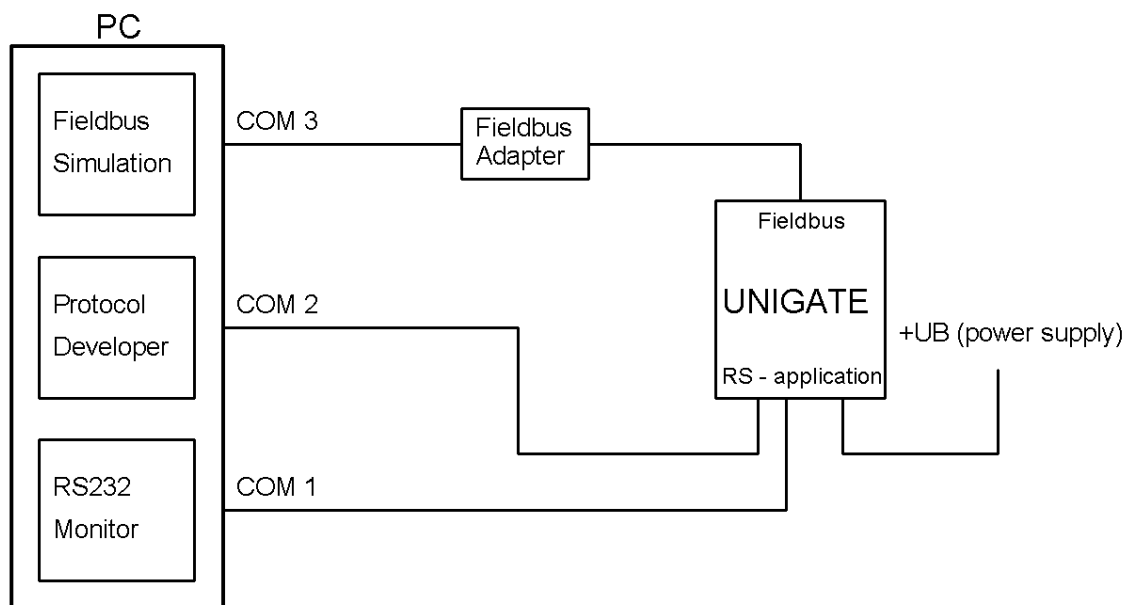 PC
Fieldbus
Simulation
COM 3
Fieldbus
Adapter
Fieldbus
UNIGATE
RS - application
+UB (power supply)
Protocol
Developer
COM 2
RS232
Monitor
COM 1